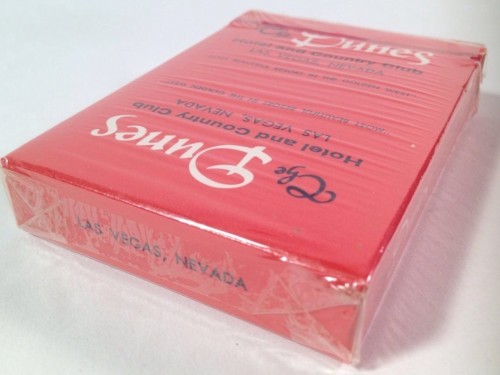 The
Dunes
Hotel and Country Club
LAS VEGAS, NEVADA
The
Dunes
Hotel and Country Club
LAS VEGAS, NEVADA
LAS VEGAS, NEVADA